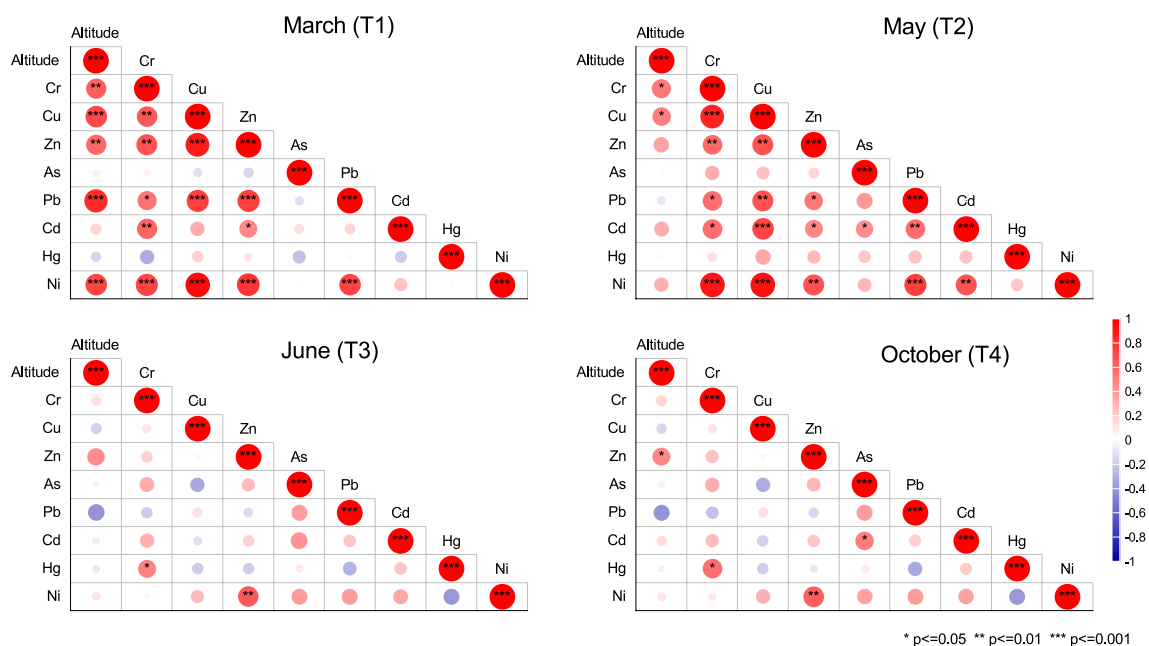 March (T1)
Altitude
Altitude *** Cr
Cr ** *** Cu
Cu *** ** *** Zn
Zn ** ** *** *** As
As *** Pb
Pb *** * *** *** *** Cd
Cd ** * *** Hg
Hg *** Ni
Ni *** *** *** *** *** ***
May (T2)
Altitude
Altitude *** Cr
Cr * *** Cu
Cu * *** *** Zn
Zn ** ** *** As
As *** Pb
Pb * ** * *** Cd
Cd * *** * * ** *** Hg
Hg *** Ni
Ni *** *** ** *** ** ***
June (T3)
Altitude
Altitude *** Cr
Cr *** Cu
Cu *** Zn
Zn *** As
As *** Pb
Pb *** Cd
Cd *** Hg
Hg * *** Ni
Ni ** ***
October (T4)
Altitude
Altitude *** Cr
Cr *** Cu
Cu *** Zn
Zn * *** As
As *** Pb
Pb *** Cd
Cd * *** Hg
Hg * *** Ni
Ni ** ***
1
0.8
0.6
0.4
0.2
0
-0.2
-0.4
-0.6
-0.8
-1
* p<=0.05 ** p<=0.01 *** p<=0.001